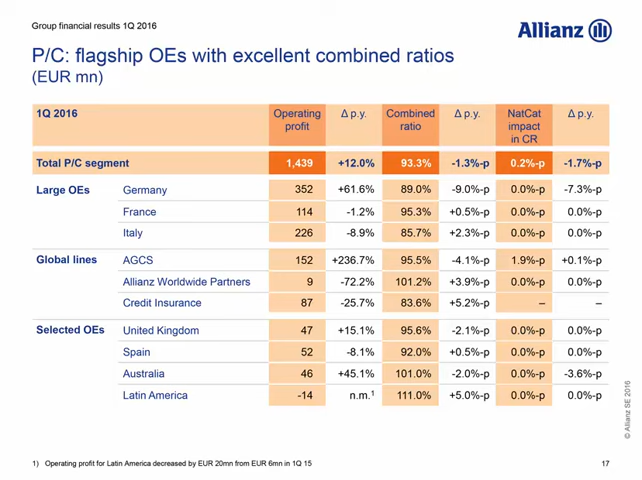 Group financial results 1Q 2016
Allianz
P/C: flagship OEs with excellent combined ratios
(EUR mn)
1Q 2016 Operating profit Δ p.y. Combined ratio Δ p.y. NatCat impact in CR Δ p.y.
Total P/C segment 1,439 +12.0% 93.3% -1.3%-p 0.2%-p -1.7%-p
Large OEs Germany 352 +61.6% 89.0% -9.0%-p 0.0%-p -7.3%-p
France 114 -1.2% 95.3% +0.5%-p 0.0%-p 0.0%-p
Italy 226 -8.9% 85.7% +2.3%-p 0.0%-p 0.0%-p
Global lines AGCS 152 +236.7% 95.5% -4.1%-p 1.9%-p +0.1%-p
Allianz Worldwide Partners 9 -72.2% 101.2% +3.9%-p 0.0%-p 0.0%-p
Credit Insurance 87 -25.7% 83.6% +5.2%-p – –
Selected OEs United Kingdom 47 +15.1% 95.6% -2.1%-p 0.0%-p 0.0%-p
Spain 52 -8.1% 92.0% +0.5%-p 0.0%-p 0.0%-p
Australia 46 +45.1% 101.0% -2.0%-p 0.0%-p -3.6%-p
Latin America -14 n.m.¹ 111.0% +5.0%-p 0.0%-p 0.0%-p
© Allianz SE 2016
1) Operating profit for Latin America decreased by EUR 20mn from EUR 6mn in 1Q 15
17